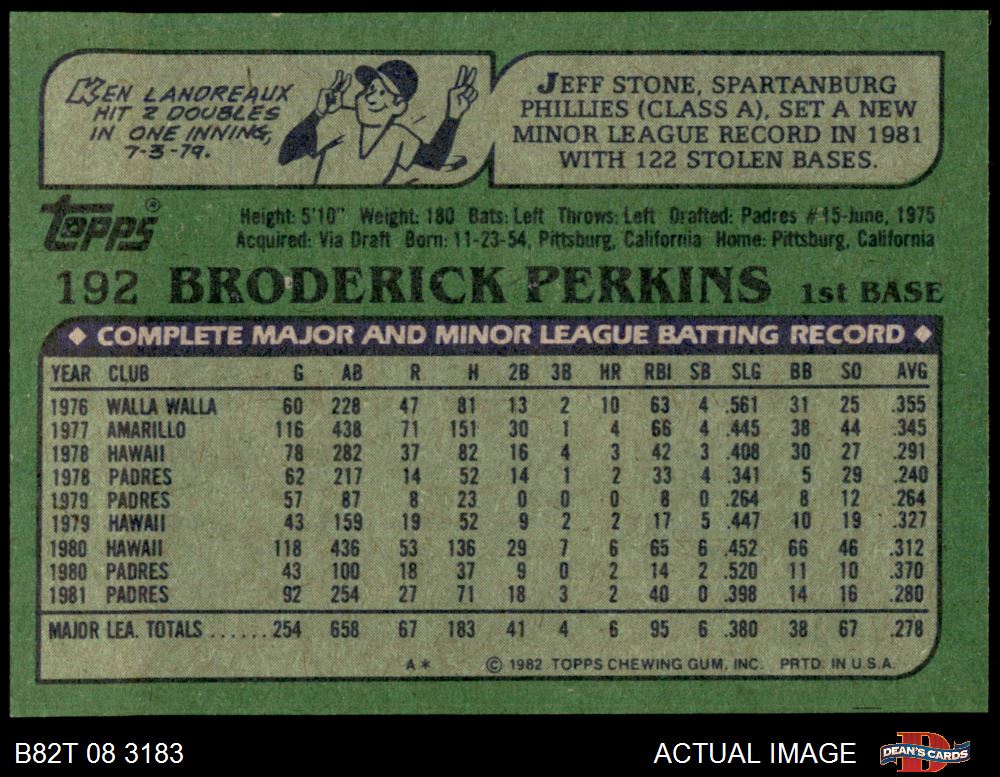 KEN LANDREAUX
HIT 2 DOUBLES
IN ONE INNING,
7-3-79.
JEFF STONE, SPARTANBURG
PHILLIES (CLASS A), SET A NEW
MINOR LEAGUE RECORD IN 1981
WITH 122 STOLEN BASES.
Topps®
Height: 5'10" Weight: 180 Bats: Left Throws: Left Drafted: Padres #15-June, 1975
Acquired: Via Draft Born: 11-23-54, Pittsburg, California Home: Pittsburg, California
192 BRODERICK PERKINS 1st BASE
♦ COMPLETE MAJOR AND MINOR LEAGUE BATTING RECORD ♦
YEAR CLUB G AB R H 2B 3B HR RBI SB SLG BB SO AVG
1976 WALLA WALLA 60 228 47 81 13 2 10 63 4 .561 31 25 .355
1977 AMARILLO 116 438 71 151 30 1 4 66 4 .445 38 44 .345
1978 HAWAII 78 282 37 82 16 4 3 42 3 .408 30 27 .291
1978 PADRES 62 217 14 52 14 1 2 33 4 .341 5 29 .240
1979 PADRES 57 87 8 23 0 0 0 8 0 .264 8 12 .264
1979 HAWAII 43 159 19 52 9 2 2 17 5 .447 10 19 .327
1980 HAWAII 118 436 53 136 29 7 6 65 6 .452 66 46 .312
1980 PADRES 43 100 18 37 9 0 2 14 2 .520 11 10 .370
1981 PADRES 92 254 27 71 18 3 2 40 0 .398 14 16 .280
MAJOR LEA. TOTALS ...... 254 658 67 183 41 4 6 95 6 .380 38 67 .278
A* © 1982 TOPPS CHEWING GUM, INC. PRTD. IN U.S.A.
B82T 08 3183 ACTUAL IMAGE DEAN'S CARDS